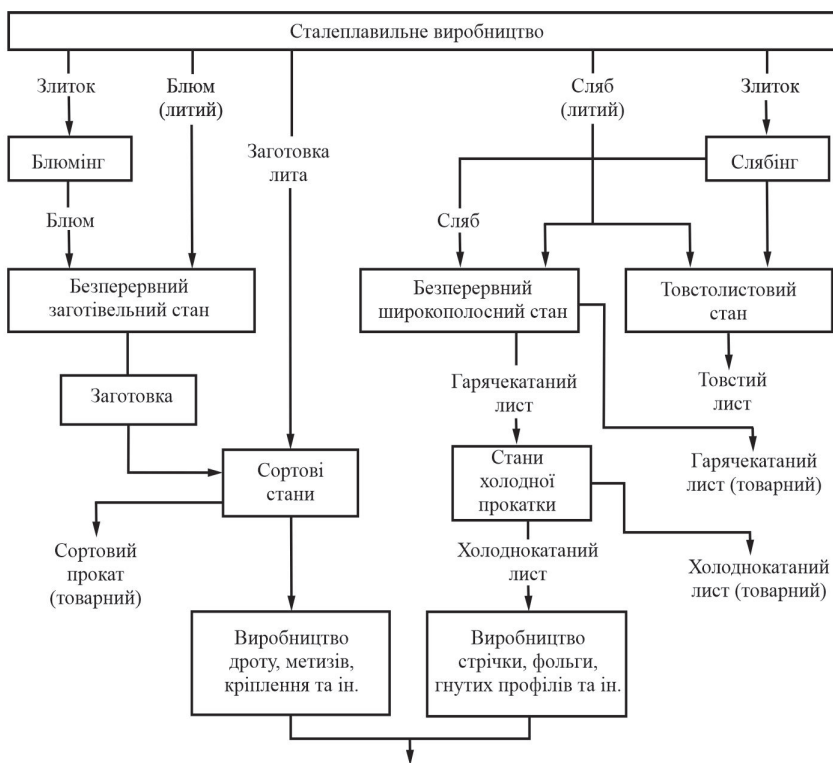 Сталеплавильне виробництво
Злиток
Блюм
(литий)
Заготовка
лита
Сляб
(литий)
Злиток
Блюмінг
Слябінг
Блюм
Сляб
Безперервний
заготівельний стан
Безперервний
широкополосний стан
Товстолистовий
стан
Заготовка
Гарячекатаний
лист
Товстий
лист
Сортові
стани
Стани
холодної
прокатки
Гарячекатаний
лист (товарний)
Сортовий
прокат
(товарний)
Холоднокатаний
лист
Холоднокатаний
лист (товарний)
Виробництво
дроту, метизів,
кріплення та ін.
Виробництво
стрічки, фольги,
гнутих профілів та ін.